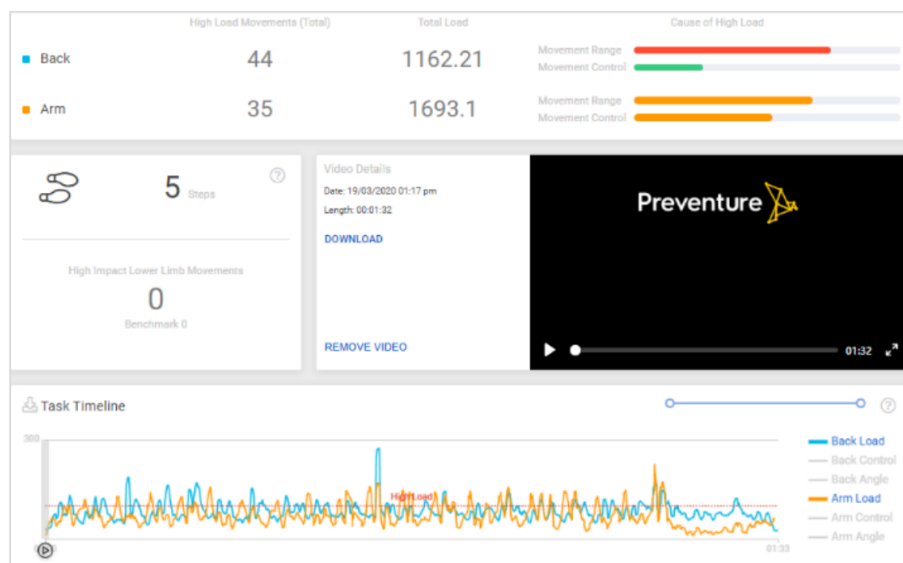 High Load Movements (Total) Total Load Cause of High Load
Back 44 1162.21 Movement Range
Movement Control
Arm 35 1693.1 Movement Range
Movement Control
5 Steps
High Impact Lower Limb Movements
0
Benchmark 0
Video Details
Date: 19/03/2020 01:17 pm
Length: 00:01:32
DOWNLOAD
REMOVE VIDEO
Preventure
01:32
Task Timeline
300
High Load
01:33
Back Load
Back Control
Back Angle
Arm Load
Arm Control
Arm Angle